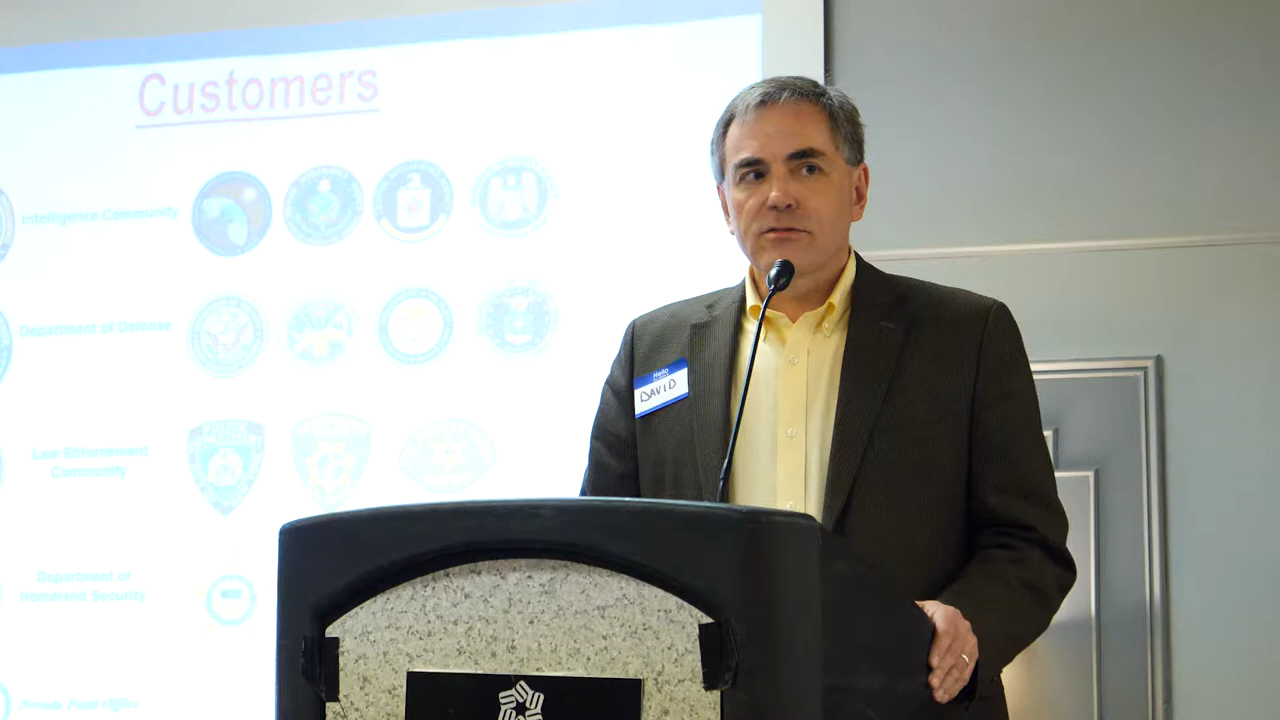 Customers
Intelligence Community
Department of Defense
Law Enforcement
Community
Department of
Homeland Security
Hello
DAVID